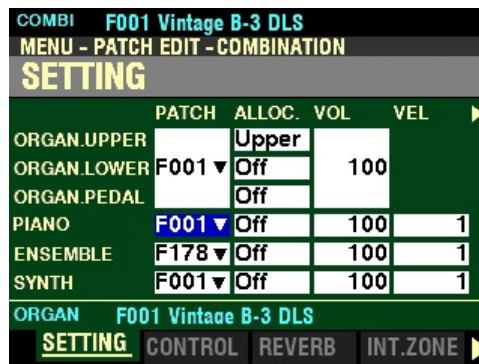 COMBI F001 Vintage B-3 DLS
MENU - PATCH EDIT -COMBINATION
SETTING
PATCH ALLOC. VOL VEL
ORGAN.UPPER Upper
ORGAN.LOWER F001 Off 100
ORGAN.PEDAL Off
PIANO F001 Off 100 1
ENSEMBLE F178 Off 100 1
SYNTH F001 Off 100 1
ORGAN F001 Vintage B-3 DLS
SETTING CONTROL REVERB INT.ZONE